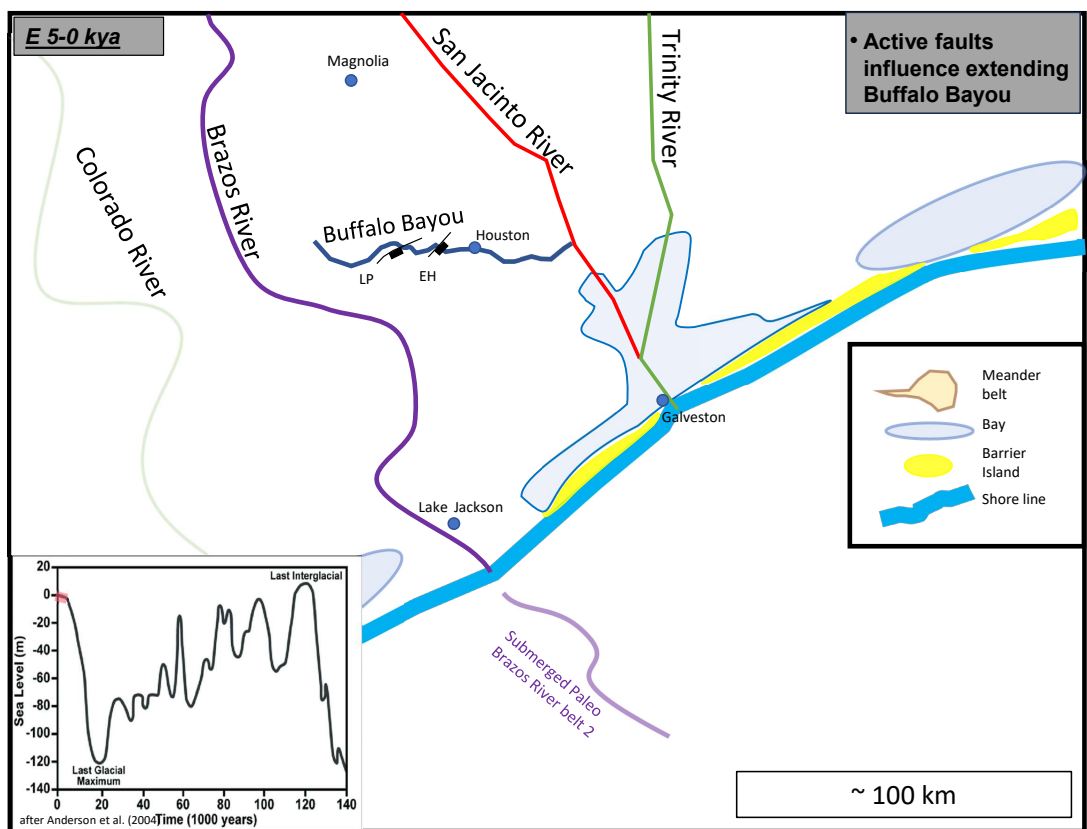 E 5-0 kya
• Active faults
influence extending
Buffalo Bayou
Magnolia
San Jacinto River
Trinity River
Brazos River
Colorado River
Buffalo Bayou
Houston
LP
EH
Galveston
Lake Jackson
Meander
belt
Bay
Barrier
Island
Shore line
Submerged Paleo
Brazos River belt 2
~ 100 km
20
0
-20
-40
-60
-80
-100
-120
-140
Sea Level (m)
Last Interglacial
Last Glacial
Maximum
0 20 40 60 80 100 120 140
after Anderson et al. (2004)
Time (1000 years)